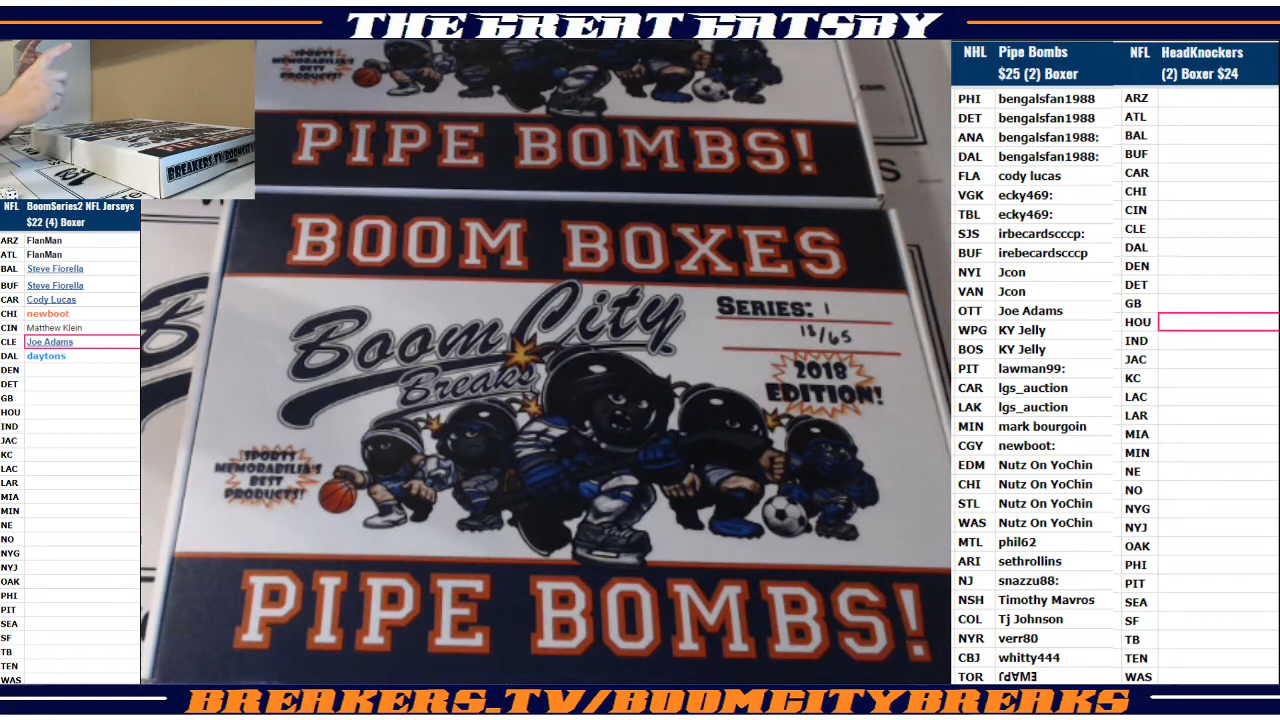 THE GREAT GATSBY
BREAKERS.TV/BOOMCITY
NFL BoomSeries2 NFL Jerseys
$22 (4) Boxer
ARZ FlanMan
ATL FlanMan
BAL Steve Fiorella
BUF Steve Fiorella
CAR Cody Lucas
CHI newboot
CIN Matthew Klein
CLE Joe Adams
DAL daytons
DEN
DET
GB
HOU
IND
JAC
KC
LAC
LAR
MIA
MIN
NE
NO
NYG
NYJ
OAK
PHI
PIT
SEA
SF
TB
TEN
WAS
MEMORABILIA'S
BEST
PRODUCTS!
.com
PIPE BOMBS!
BOOM BOXES
BoomCity
Breaks
SERIES: 1
18/65
2018
EDITION!
SPORTS
MEMORABILIA'S
BEST
PRODUCTS!
PIPE BOMBS!
NHL Pipe Bombs
$25 (2) Boxer
PHI bengalsfan1988
DET bengalsfan1988
ANA bengalsfan1988:
DAL bengalsfan1988:
FLA cody lucas
VGK ecky469:
TBL ecky469:
SJS irbecardscccp:
BUF irebecardscccp
NYI Jcon
VAN Jcon
OTT Joe Adams
WPG KY Jelly
BOS KY Jelly
PIT lawman99:
CAR lgs_auction
LAK lgs_auction
MIN mark bourgoin
CGY newboot:
EDM Nutz On YoChin
CHI Nutz On YoChin
STL Nutz On YoChin
WAS Nutz On YoChin
MTL phil62
ARI sethrollins
NJ snazzu88:
NSH Timothy Mavros
COL Tj Johnson
NYR verr80
CBJ whitty444
TOR
NFL HeadKnockers
(2) Boxer $24
ARZ
ATL
BAL
BUF
CAR
CHI
CIN
CLE
DAL
DEN
DET
GB
HOU
IND
JAC
KC
LAC
LAR
MIA
MIN
NE
NO
NYG
NYJ
OAK
PHI
PIT
SEA
SF
TB
TEN
WAS
BREAKERS.TV/BOOMCITYBREAKS